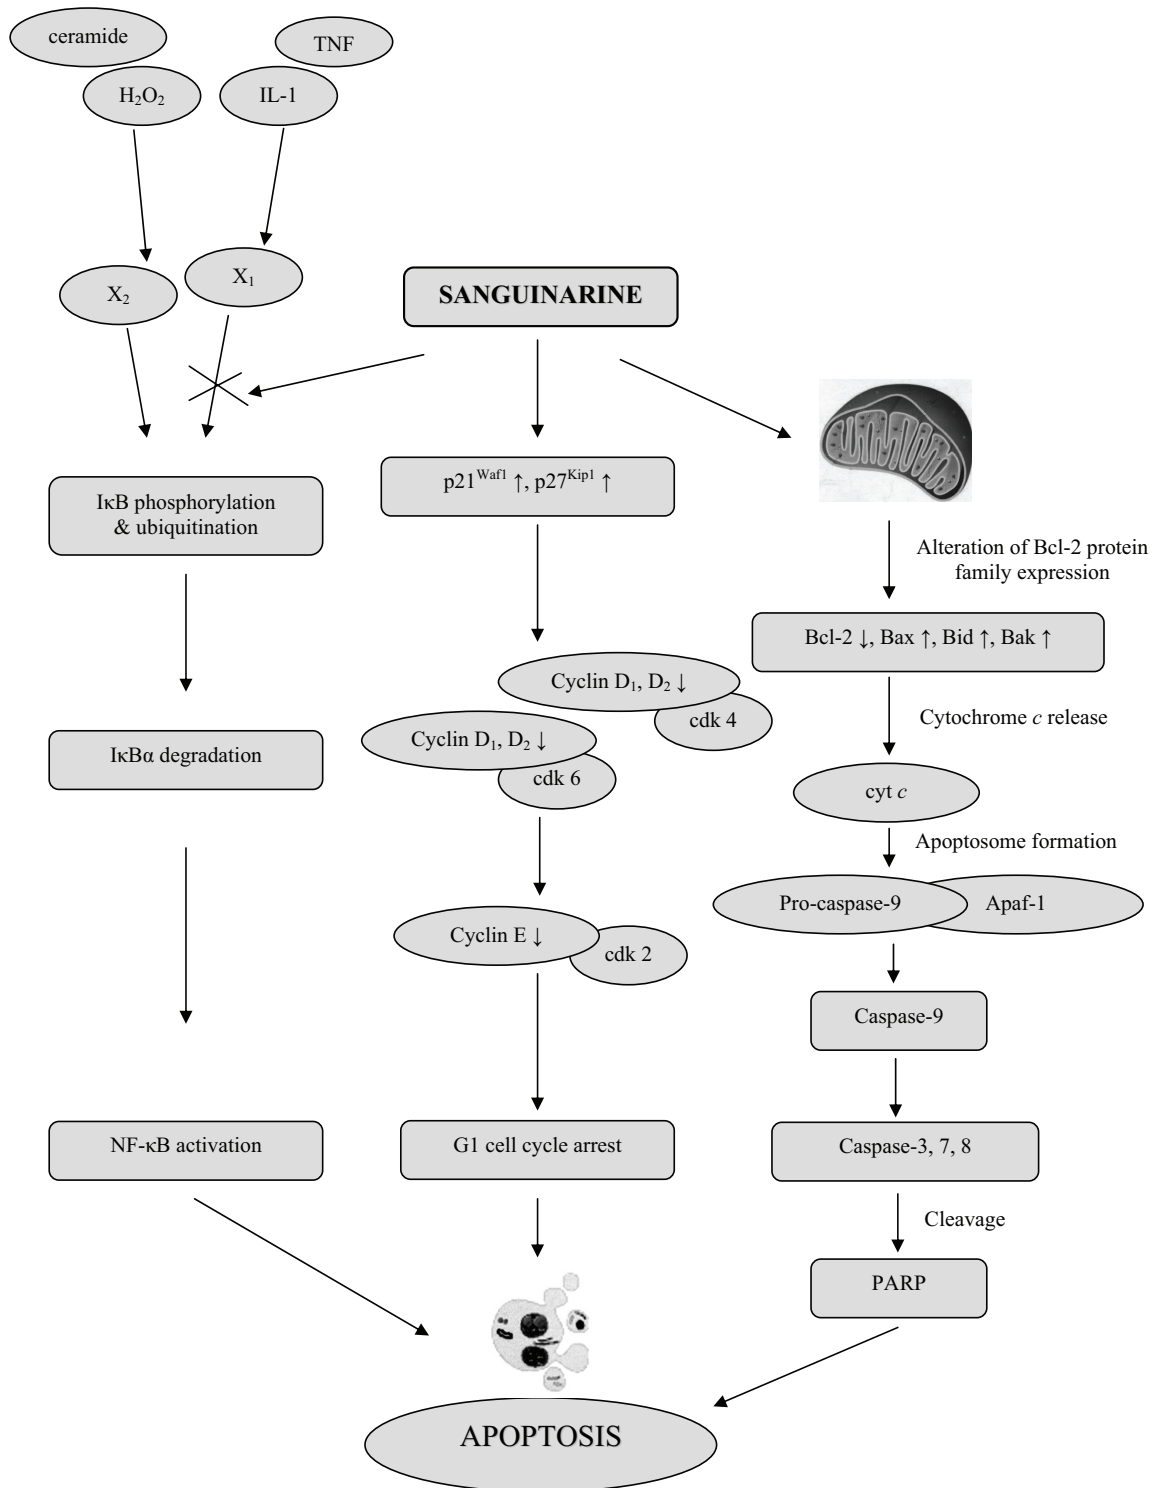 ceramide
TNF
H₂O₂
IL-1
X₂
X₁
SANGUINARINE
IκB phosphorylation
& ubiquitination
IκBα degradation
NF-κB activation
p21ᵂᵃᶠ¹ ↑, p27ᴷⁱᵖ¹ ↑
Cyclin D₁, D₂ ↓
cdk 4
Cyclin D₁, D₂ ↓
cdk 6
Cyclin E ↓
cdk 2
G1 cell cycle arrest
Alteration of Bcl-2 protein
family expression
Bcl-2 ↓, Bax ↑, Bid ↑, Bak ↑
Cytochrome c release
cyt c
Apoptosome formation
Pro-caspase-9
Apaf-1
Caspase-9
Caspase-3, 7, 8
Cleavage
PARP
APOPTOSIS